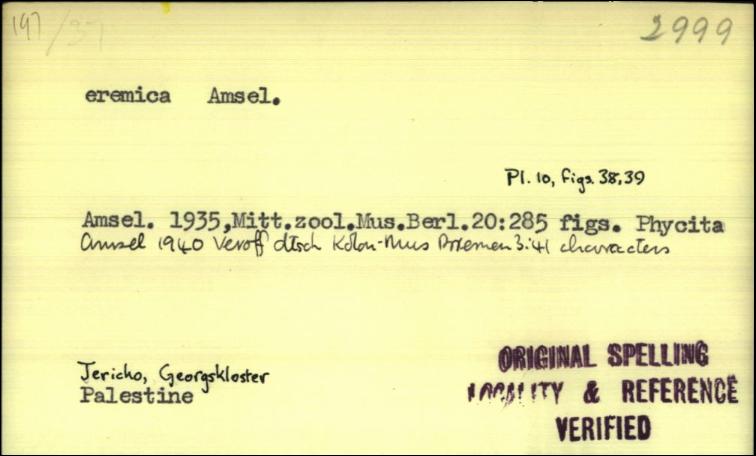 197/37
2999
eremica Amsel.
Pl. 10, figs. 38,39
Amsel. 1935,Mitt.zool.Mus.Berl.20:285 figs. Phycita
Amsel 1940 Veroff dtsch Kolon-Mus Bremen 3:41 characters
Jericho, Georgskloster
Palestine
ORIGINAL SPELLING
LOCALITY & REFERENCE
VERIFIED